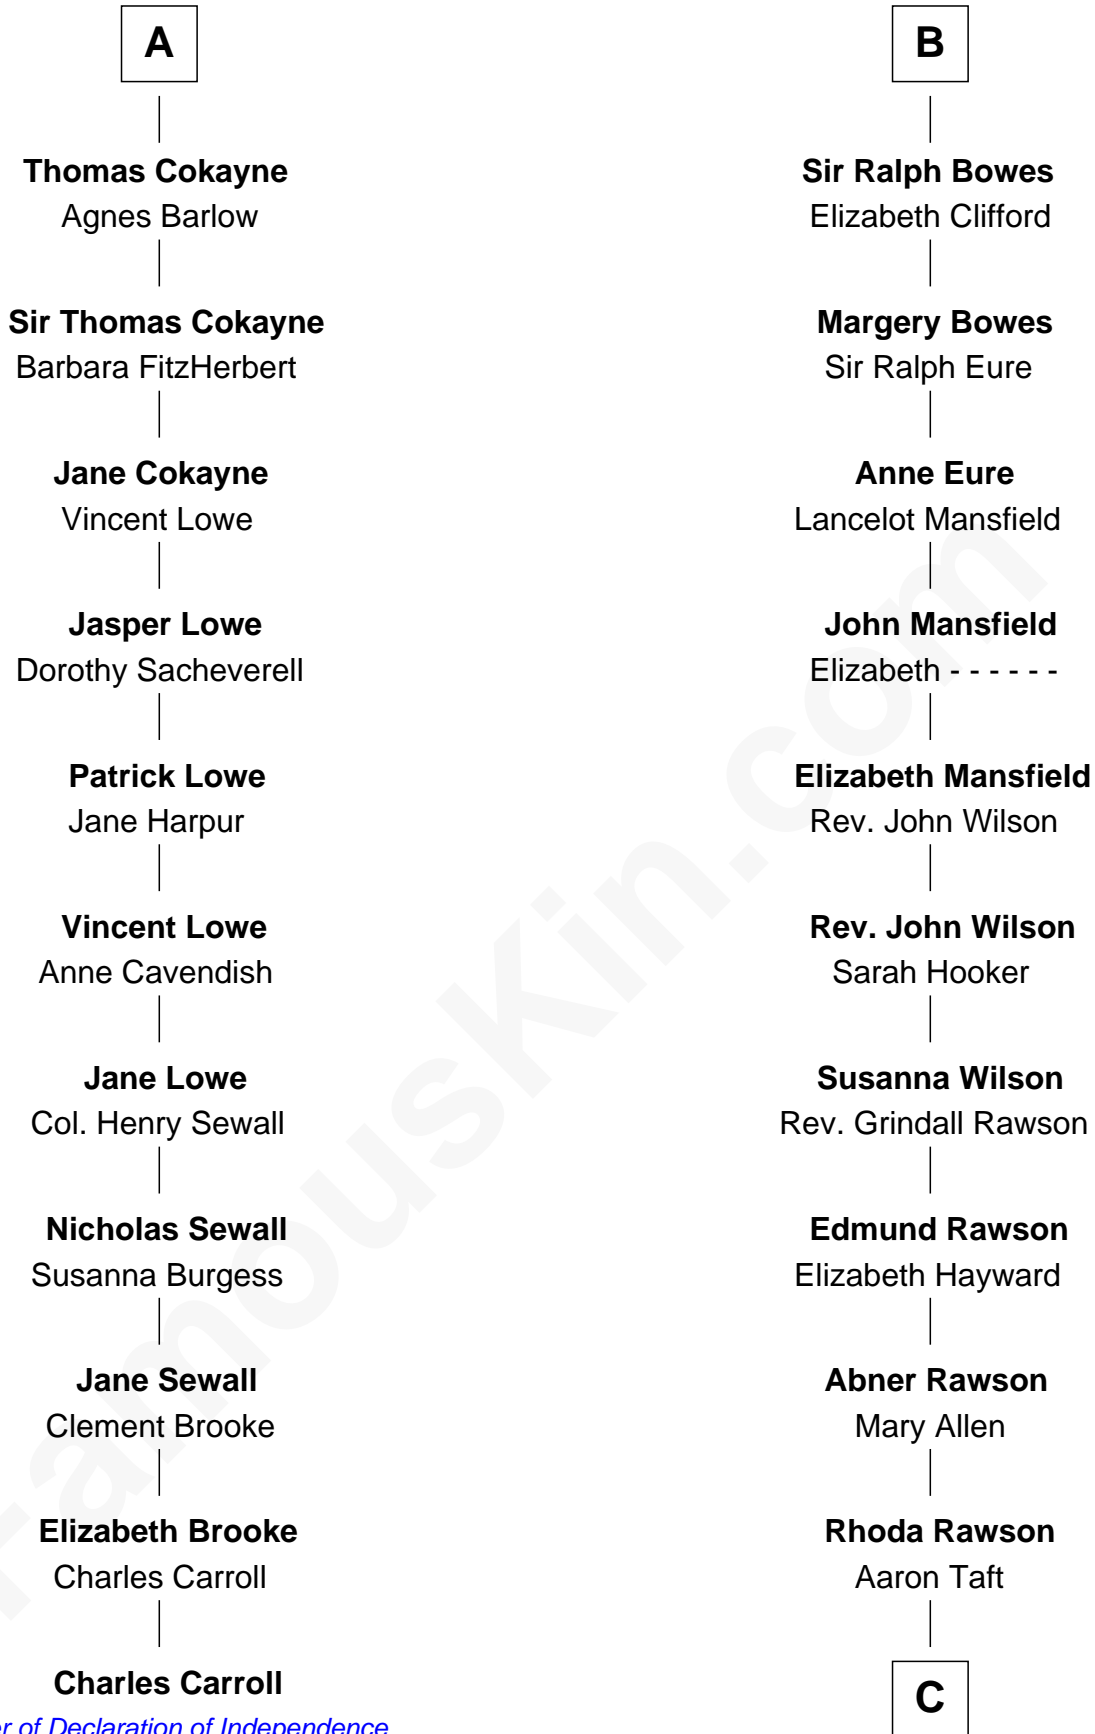 A
Thomas Cokayne
Agnes Barlow
Sir Thomas Cokayne
Barbara FitzHerbert
Jane Cokayne
Vincent Lowe
Jasper Lowe
Dorothy Sacheverell
Patrick Lowe
Jane Harpur
Vincent Lowe
Anne Cavendish
Jane Lowe
Col. Henry Sewall
Nicholas Sewall
Susanna Burgess
Jane Sewall
Clement Brooke
Elizabeth Brooke
Charles Carroll
Charles Carroll
of Declaration of Independence
B
Sir Ralph Bowes
Elizabeth Clifford
Margery Bowes
Sir Ralph Eure
Anne Eure
Lancelot Mansfield
John Mansfield
Elizabeth - - - - - -
Elizabeth Mansfield
Rev. John Wilson
Rev. John Wilson
Sarah Hooker
Susanna Wilson
Rev. Grindall Rawson
Edmund Rawson
Elizabeth Hayward
Abner Rawson
Mary Allen
Rhoda Rawson
Aaron Taft
C
FamousKin.com